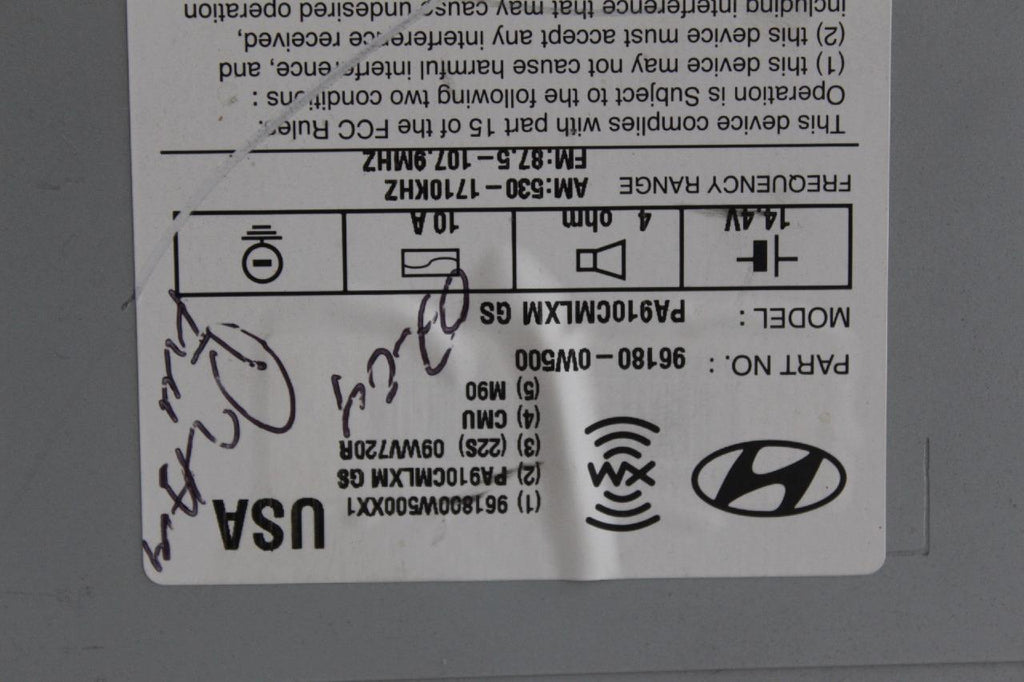 USA
(1) 961800W500XX1
(2) PA910CMLXM GS
(3) (22S) 09WV720R
(4) CMU
(5) M90
PART NO. : 96180-0W500
MODEL : PA910CMLXM GS
14.4V 4 ohm 10A
FREQUENCY RANGE AM:530-1710KHZ
FM:87.5-107.9MHZ
This device complies with part 15 of the FCC Rules.
Operation is Subject to the following two conditions :
(1) this device may not cause harmful interference, and
(2) this device must accept any interference received,
including interference that may cause undesired operation